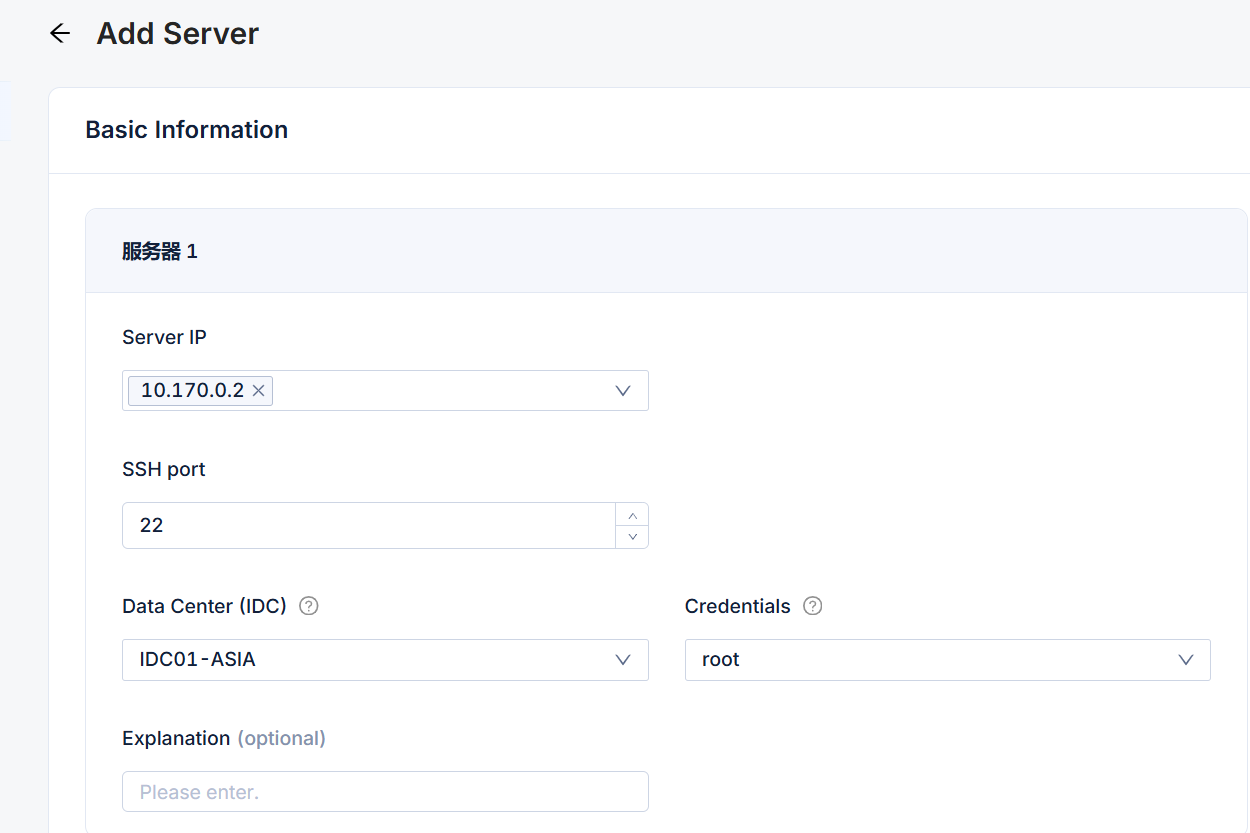 Add Server
Basic Information
服务器 1
Server IP
10.170.0.2
SSH port
22
Data Center (IDC)
Credentials
IDC01-ASIA
root
Explanation (optional)
Please enter.